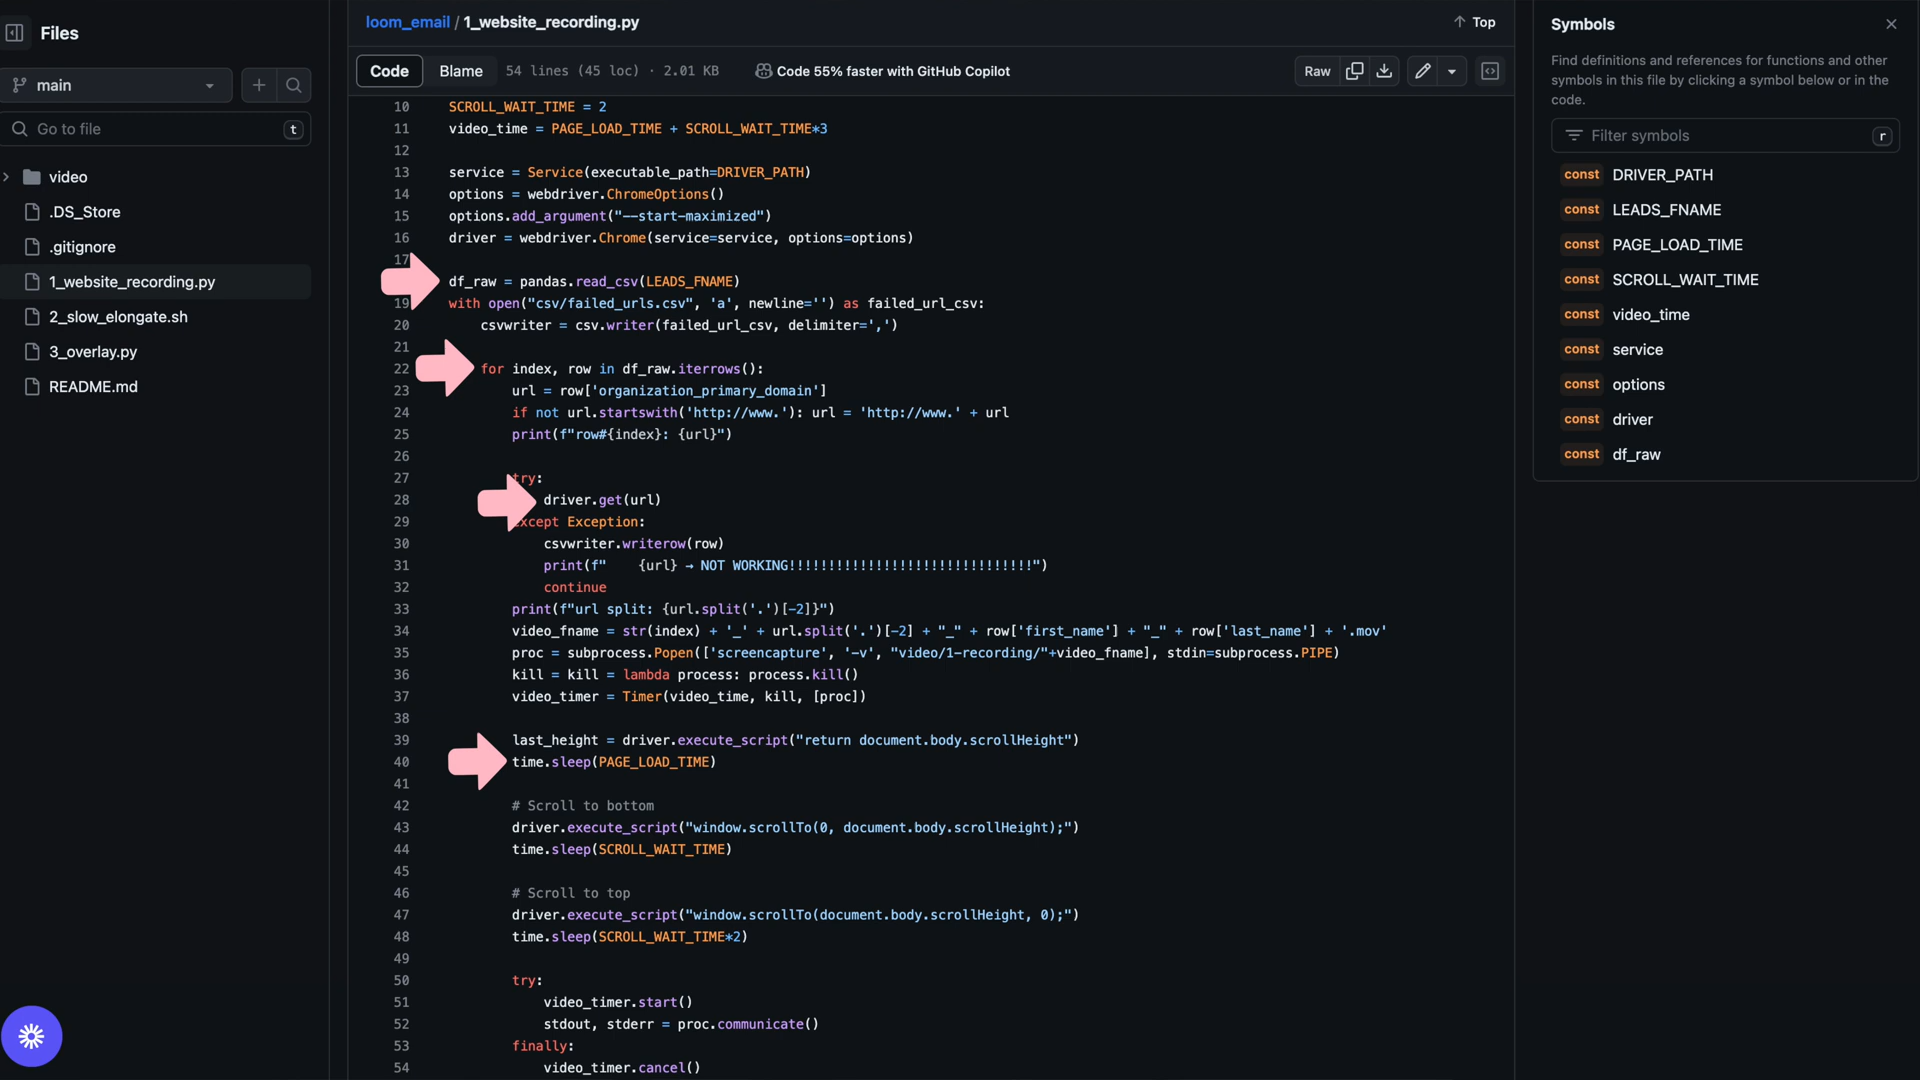 Files
main
Go to file
t
video
.DS_Store
.gitignore
1_website_recording.py
2_slow_elongate.sh
3_overlay.py
README.md
loom_email / 1_website_recording.py
Top
Code Blame 54 lines (45 loc) · 2.01 KB Code 55% faster with GitHub Copilot Raw
10 SCROLL_WAIT_TIME = 2
11 video_time = PAGE_LOAD_TIME + SCROLL_WAIT_TIME*3
12
13 service = Service(executable_path=DRIVER_PATH)
14 options = webdriver.ChromeOptions()
15 options.add_argument("--start-maximized")
16 driver = webdriver.Chrome(service=service, options=options)
17
df_raw = pandas.read_csv(LEADS_FNAME)
19 with open("csv/failed_urls.csv", 'a', newline='') as failed_url_csv:
20 csvwriter = csv.writer(failed_url_csv, delimiter=',')
21
22 for index, row in df_raw.iterrows():
23 url = row['organization_primary_domain']
24 if not url.startswith('http://www.'): url = 'http://www.' + url
25 print(f"row#{index}: {url}")
26
27 try:
28 driver.get(url)
29 except Exception:
30 csvwriter.writerow(row)
31 print(f"    {url} → NOT WORKING!!!!!!!!!!!!!!!!!!!!!!!!!!!!!!!")
32 continue
33 print(f"url split: {url.split('.')[-2]}")
34 video_fname = str(index) + '_' + url.split('.')[-2] + "_" + row['first_name'] + "_" + row['last_name'] + '.mov'
35 proc = subprocess.Popen(['screencapture', '-v', "video/1-recording/"+video_fname], stdin=subprocess.PIPE)
36 kill = kill = lambda process: process.kill()
37 video_timer = Timer(video_time, kill, [proc])
38
39 last_height = driver.execute_script("return document.body.scrollHeight")
40 time.sleep(PAGE_LOAD_TIME)
41
42 # Scroll to bottom
43 driver.execute_script("window.scrollTo(0, document.body.scrollHeight);")
44 time.sleep(SCROLL_WAIT_TIME)
45
46 # Scroll to top
47 driver.execute_script("window.scrollTo(document.body.scrollHeight, 0);")
48 time.sleep(SCROLL_WAIT_TIME*2)
49
50 try:
51 video_timer.start()
52 stdout, stderr = proc.communicate()
53 finally:
54 video_timer.cancel()
Symbols
Find definitions and references for functions and other
symbols in this file by clicking a symbol below or in the
code.
Filter symbols r
const DRIVER_PATH
const LEADS_FNAME
const PAGE_LOAD_TIME
const SCROLL_WAIT_TIME
const video_time
const service
const options
const driver
const df_raw